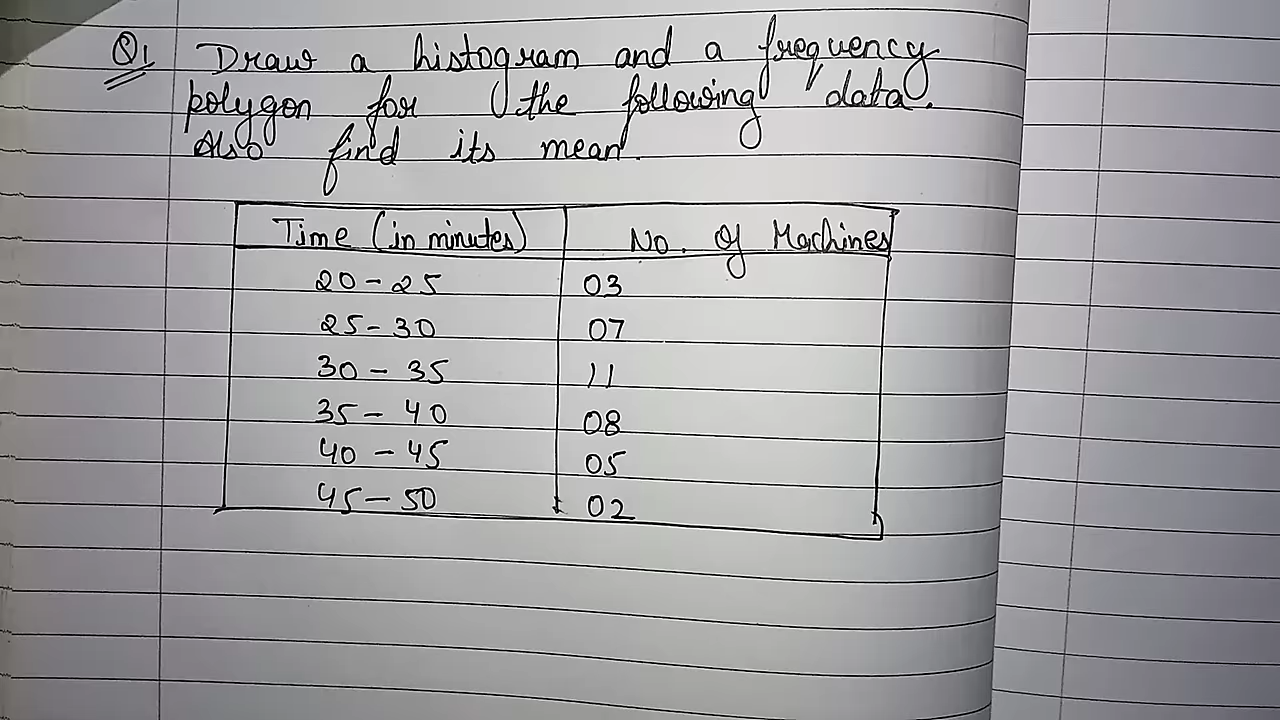 Q1 Draw a histogram and a frequency
polygon for the following data.
Also find its mean.
Time (in minutes) No. Of Machines
20 - 25 03
25 - 30 07
30 - 35 11
35 - 40 08
40 - 45 05
45 - 50 02